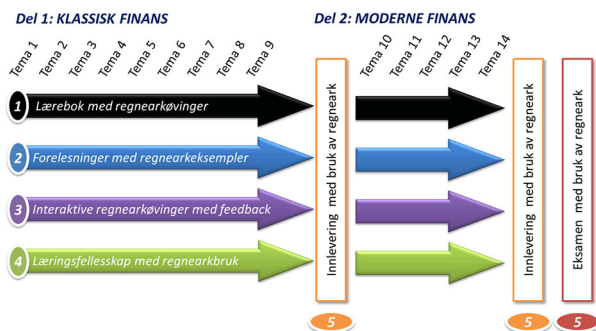 Del 1: KLASSISK FINANS
Del 2: MODERNE FINANS
Tema 1
Tema 2
Tema 3
Tema 4
Tema 5
Tema 6
Tema 7
Tema 8
Tema 9
Tema 10
Tema 11
Tema 12
Tema 13
Tema 14
1 Lærebok med regnearkøvinger
2 Forelesninger med regnearkeksempler
3 Interaktive regnearkøvinger med feedback
4 Læringsfellesskap med regnearkbruk
Innlevering med bruk av regneark
Innlevering med bruk av regneark
Eksamen med bruk av regneark
5
5
5